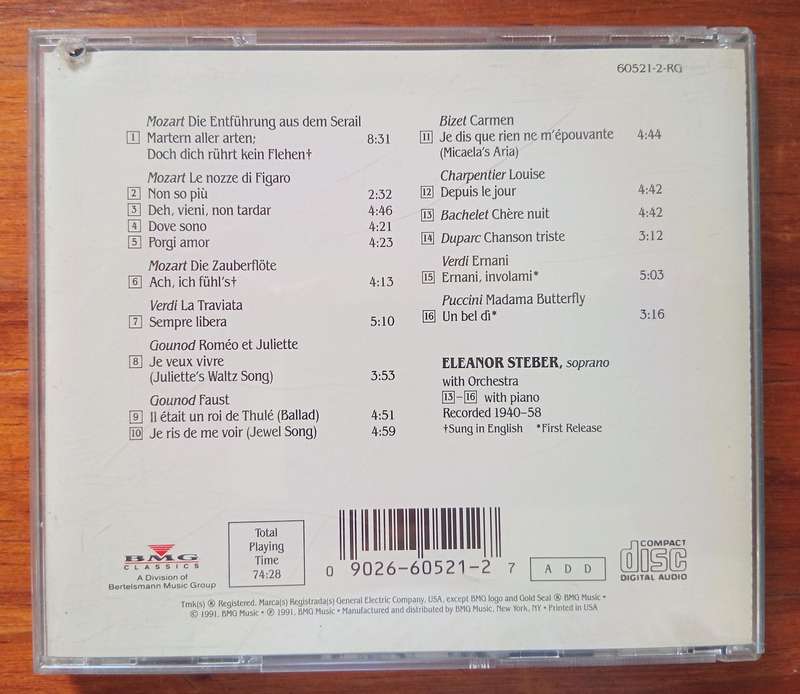 60521-2-RG
Mozart Die Entführung aus dem Serail
1 Martern aller arten; 8:31
Doch dich rührt kein Flehen†
Mozart Le nozze di Figaro
2 Non so più 2:32
3 Deh, vieni, non tardar 4:46
4 Dove sono 4:21
5 Porgi amor 4:23
Mozart Die Zauberflöte
6 Ach, ich fühl's† 4:13
Verdi La Traviata
7 Sempre libera 5:10
Gounod Roméo et Juliette
8 Je veux vivre
(Juliette's Waltz Song) 3:53
Gounod Faust
9 Il était un roi de Thulé (Ballad) 4:51
10 Je ris de me voir (Jewel Song) 4:59
Bizet Carmen
11 Je dis que rien ne m'épouvante 4:44
(Micaela's Aria)
Charpentier Louise
12 Depuis le jour 4:42
13 Bachelet Chère nuit 4:42
14 Duparc Chanson triste 3:12
Verdi Ernani
15 Ernani, involami* 5:03
Puccini Madama Butterfly
16 Un bel dì* 3:16
ELEANOR STEBER, soprano
with Orchestra
13–16 with piano
Recorded 1940–58
†Sung in English *First Release
BMG
CLASSICS
A Division of
Bertelsmann Music Group
Total
Playing
Time
74:28
0 9026-60521-2 7
A D D
COMPACT
disc
DIGITAL AUDIO
Tmk(s) ® Registered. Marca(s) Registrada(s) General Electric Company, USA, except BMG logo and Gold Seal ® BMG Music •
© 1991, BMG Music • ℗ 1991, BMG Music • Manufactured and distributed by BMG Music, New York, NY • Printed in USA